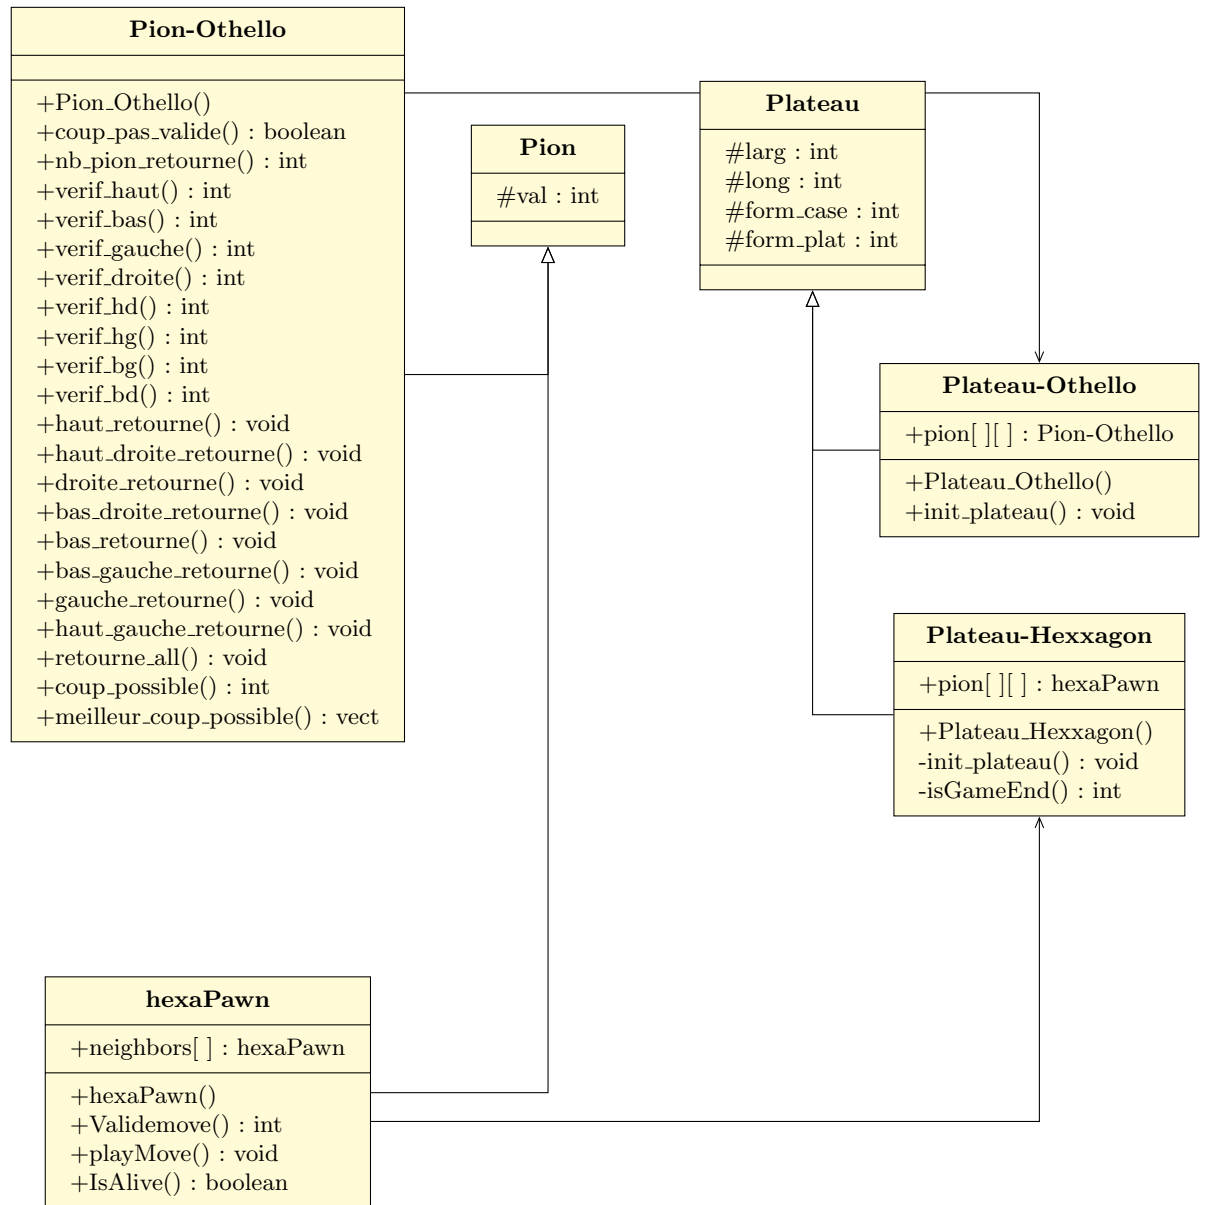 Pion-Othello
+Pion_Othello()
+coup_pas_valide() : boolean
+nb_pion_retourne() : int
+verif_haut() : int
+verif_bas() : int
+verif_gauche() : int
+verif_droite() : int
+verif_hd() : int
+verif_hg() : int
+verif_bg() : int
+verif_bd() : int
+haut_retourne() : void
+haut_droite_retourne() : void
+droite_retourne() : void
+bas_droite_retourne() : void
+bas_retourne() : void
+bas_gauche_retourne() : void
+gauche_retourne() : void
+haut_gauche_retourne() : void
+retourne_all() : void
+coup_possible() : int
+meilleur_coup_possible() : vect
Pion
#val : int
Plateau
#larg : int
#long : int
#form_case : int
#form_plat : int
Plateau-Othello
+pion[ ][ ] : Pion-Othello
+Plateau_Othello()
+init_plateau() : void
Plateau-Hexxagon
+pion[ ][ ] : hexaPawn
+Plateau_Hexxagon()
-init_plateau() : void
-isGameEnd() : int
hexaPawn
+neighbors[ ] : hexaPawn
+hexaPawn()
+Validemove() : int
+playMove() : void
+IsAlive() : boolean